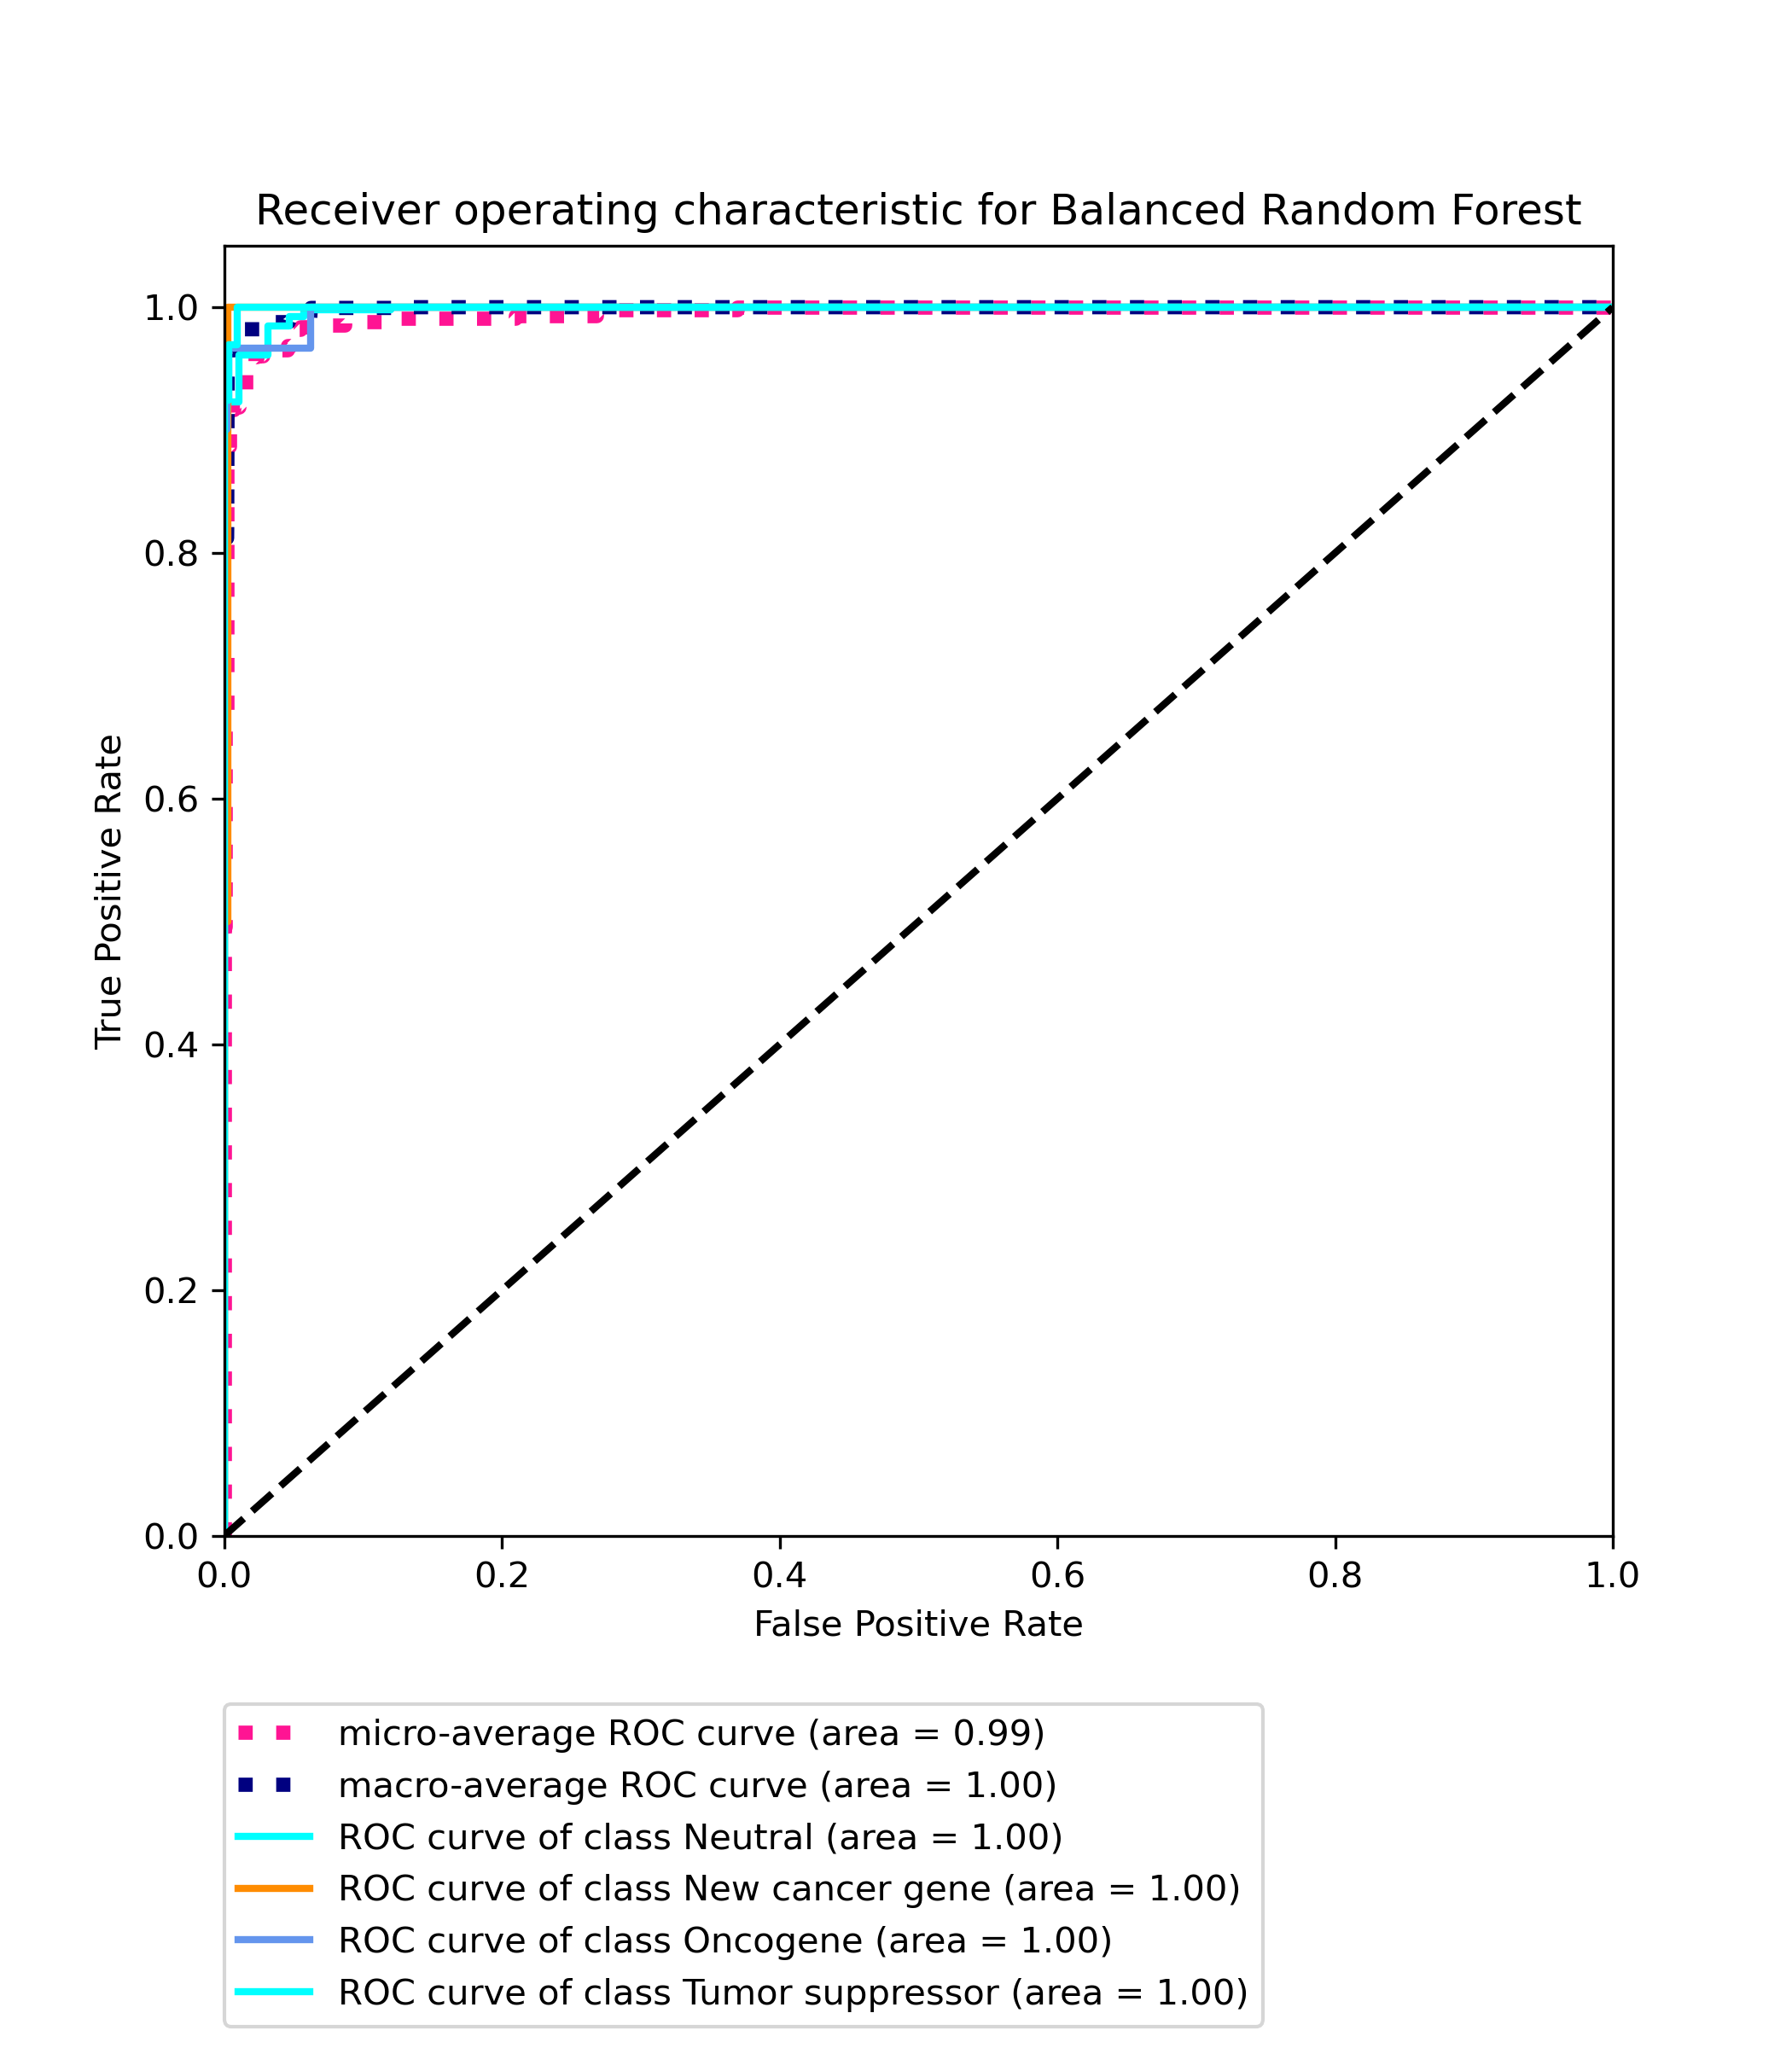 Receiver operating characteristic for Balanced Random Forest
True Positive Rate
1.0
0.8
0.6
0.4
0.2
0.0
0.0 0.2 0.4 0.6 0.8 1.0
False Positive Rate
micro-average ROC curve (area = 0.99)
macro-average ROC curve (area = 1.00)
ROC curve of class Neutral (area = 1.00)
ROC curve of class New cancer gene (area = 1.00)
ROC curve of class Oncogene (area = 1.00)
ROC curve of class Tumor suppressor (area = 1.00)